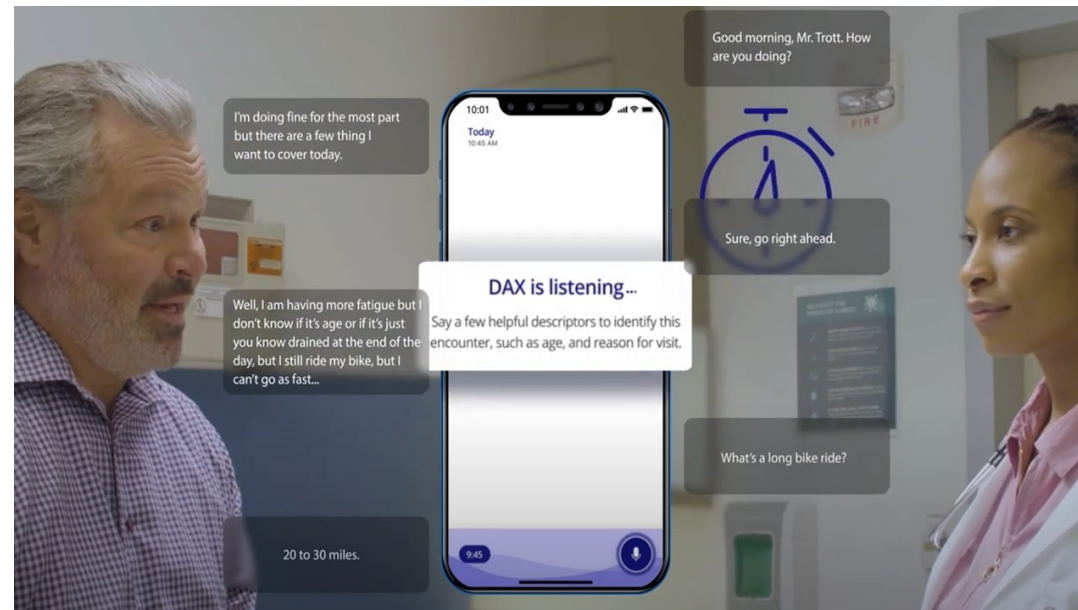 Good morning, Mr. Trott. How
are you doing?
I'm doing fine for the most part
but there are a few thing I
want to cover today.
Sure, go right ahead.
Well, I am having more fatigue but I
don't know if it's age or if it's just
you know drained at the end of the
day, but I still ride my bike, but I
can't go as fast...
What's a long bike ride?
20 to 30 miles.
10:01
Today
10:45 AM
DAX is listening...
Say a few helpful descriptors to identify this
encounter, such as age, and reason for visit.
9:45
FIRE